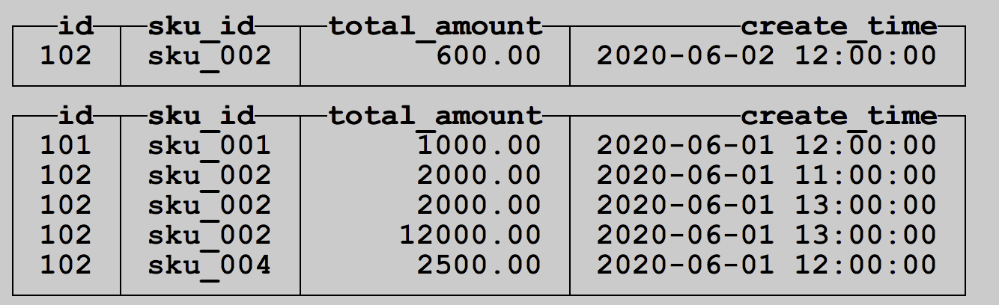 id sku_id total_amount create_time
102 sku_002 600.00 2020-06-02 12:00:00
id sku_id total_amount create_time
101 sku_001 1000.00 2020-06-01 12:00:00
102 sku_002 2000.00 2020-06-01 11:00:00
102 sku_002 2000.00 2020-06-01 13:00:00
102 sku_002 12000.00 2020-06-01 13:00:00
102 sku_004 2500.00 2020-06-01 12:00:00